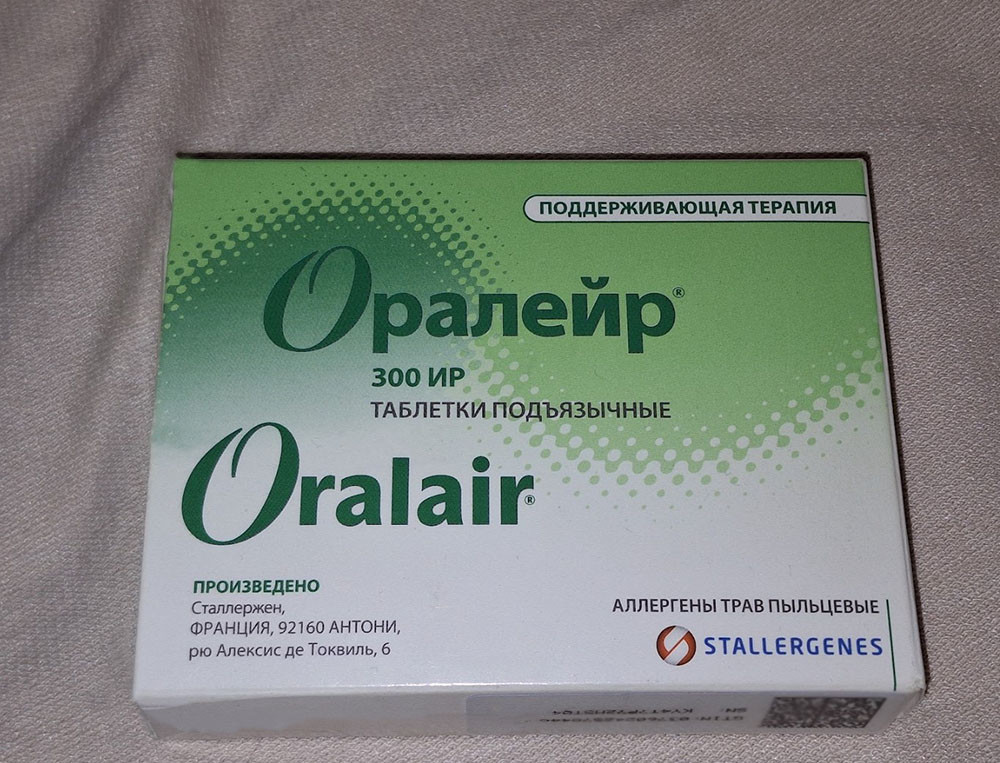 ПОДДЕРЖИВАЮЩАЯ ТЕРАПИЯ
Оралейр®
300 ИР
ТАБЛЕТКИ ПОДЪЯЗЫЧНЫЕ
Oralair®
ПРОИЗВЕДЕНО
Сталлержен,
ФРАНЦИЯ, 92160 АНТОНИ,
рю Алексис де Токвиль, 6
АЛЛЕРГЕНЫ ТРАВ ПЫЛЬЦЕВЫЕ
STALLERGENES